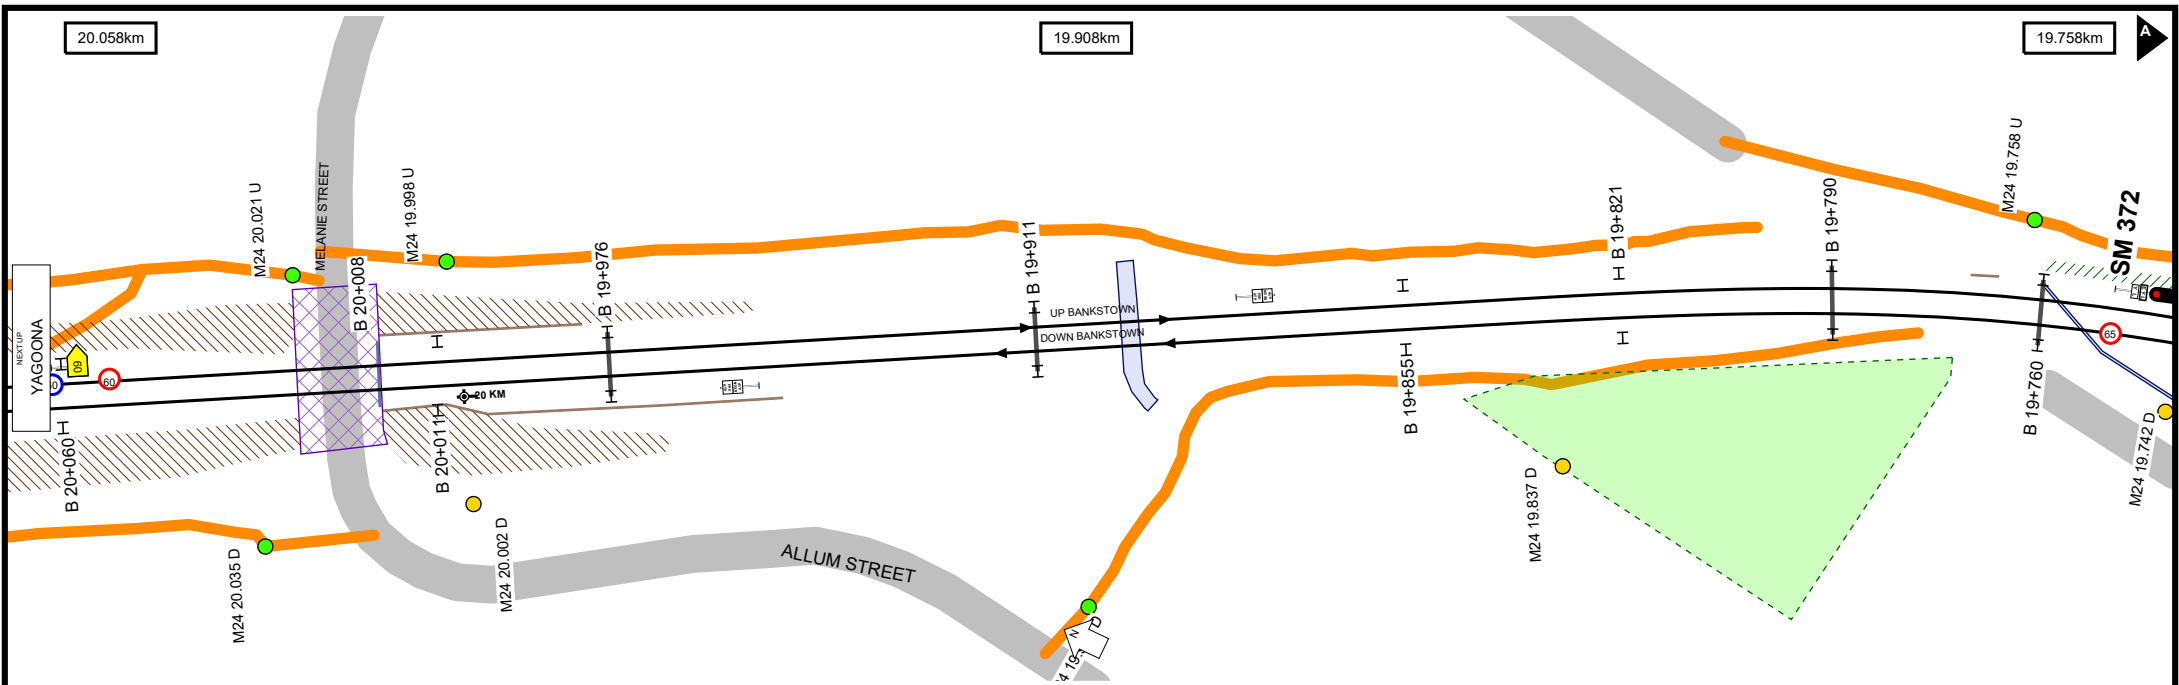 20.058km
19.908km
19.758km
A
M24 20.021 U
MELANIE STREET
M24 19.998 U
B 20+008
B 19+976
B 19+911
UP BANKSTOWN
DOWN BANKSTOWN
B 19+821
B 19+790
M24 19.758 U
SM 372
NEXT UP
YAGOONA
60
60
65
20 KM
B 20+060
B 20+011
B 19+855
B 19+760
M24 20.035 D
M24 20.002 D
ALLUM STREET
M24 19.837 D
M24 19.742 D
N
D